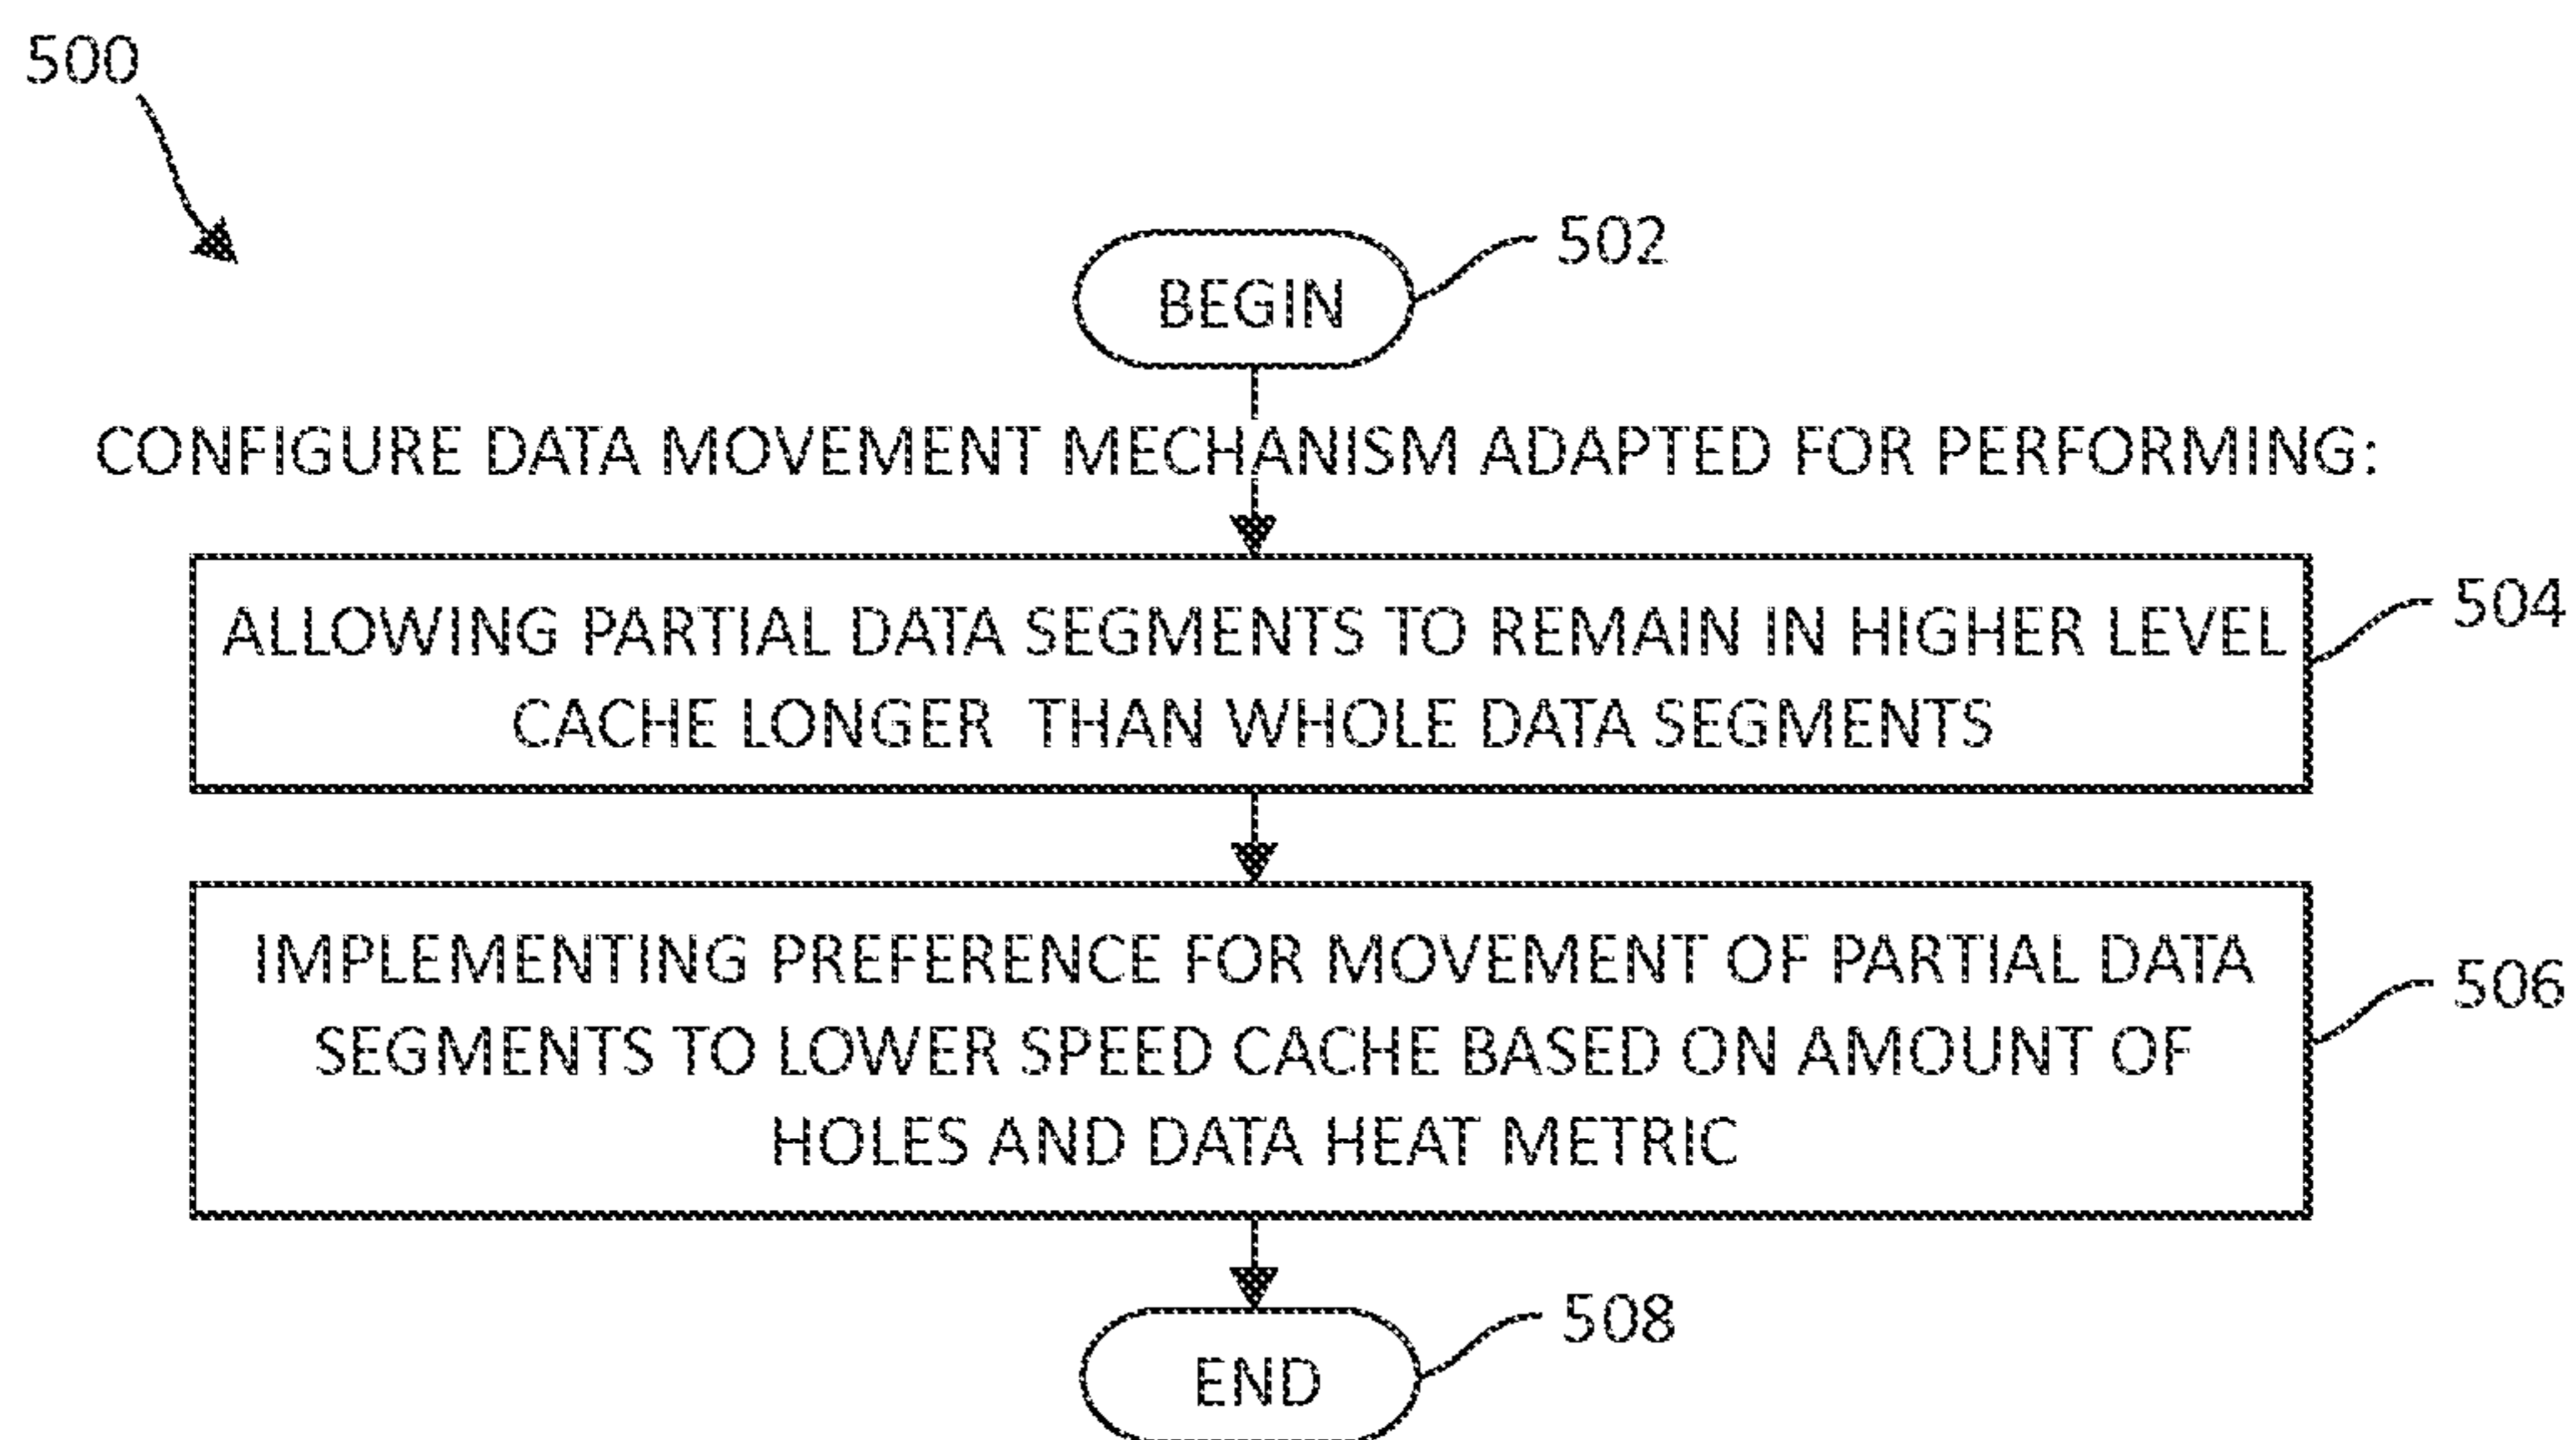 500
502
BEGIN
CONFIGURE DATA MOVEMENT MECHANISM ADAPTED FOR PERFORMING:
504
ALLOWING PARTIAL DATA SEGMENTS TO REMAIN IN HIGHER LEVEL
CACHE LONGER THAN WHOLE DATA SEGMENTS
IMPLEMENTING PREFERENCE FOR MOVEMENT OF PARTIAL DATA
506
SEGMENTS TO LOWER SPEED CACHE BASED ON AMOUNT OF
HOLES AND DATA HEAT METRIC
508
END